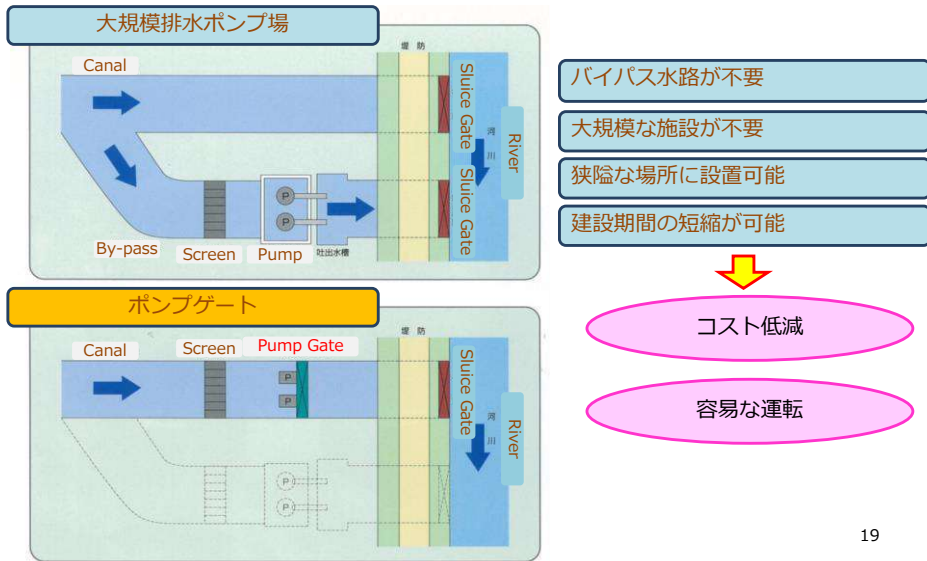 大規模排水ポンプ場
堤 防
Canal
Sluice Gate
河
川
River
Sluice Gate
P
P
By-pass
Screen
Pump
吐出水槽
ポンプゲート
堤 防
Canal
Screen
Pump Gate
Sluice Gate
P
P
河
川
River
P
P
バイパス水路が不要
大規模な施設が不要
狭隘な場所に設置可能
建設期間の短縮が可能
コスト低減
容易な運転
19